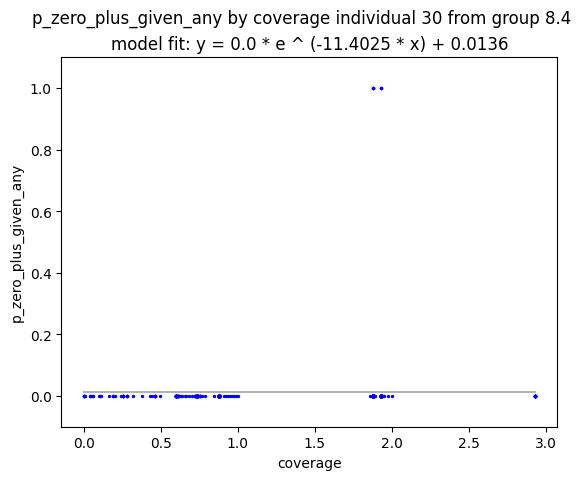 p_zero_plus_given_any by coverage individual 30 from group 8.4
model fit: y = 0.0 * e ^ (-11.4025 * x) + 0.0136
1.0
0.8
0.6
0.4
0.2
0.0
p_zero_plus_given_any
0.0 0.5 1.0 1.5 2.0 2.5 3.0
coverage